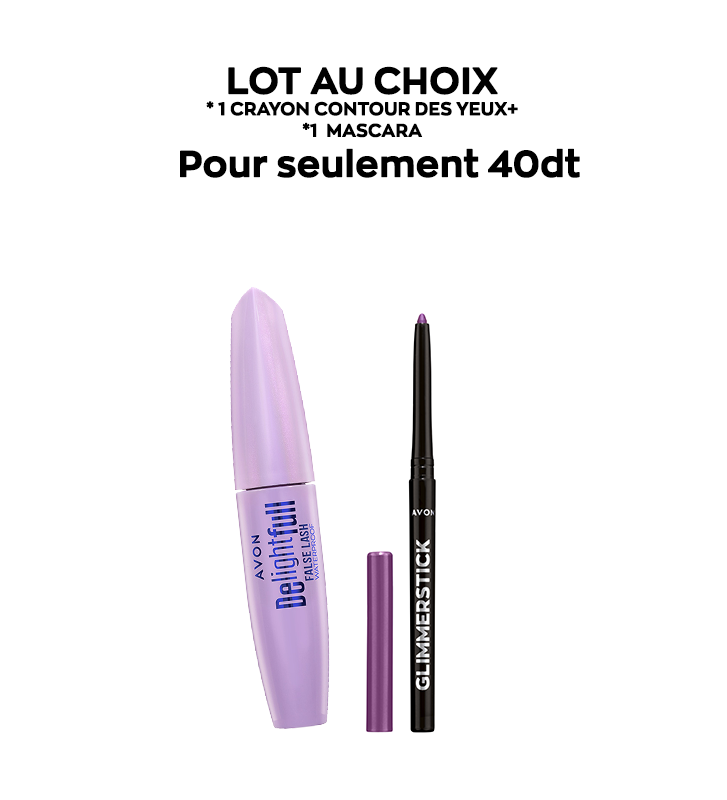 LOT AU CHOIX
* 1 CRAYON CONTOUR DES YEUX+
*1 MASCARA
Pour seulement 40dt
AVON
Delightfull
FALSE LASH
WATERPROOF
AVON
GLIMMERSTICK